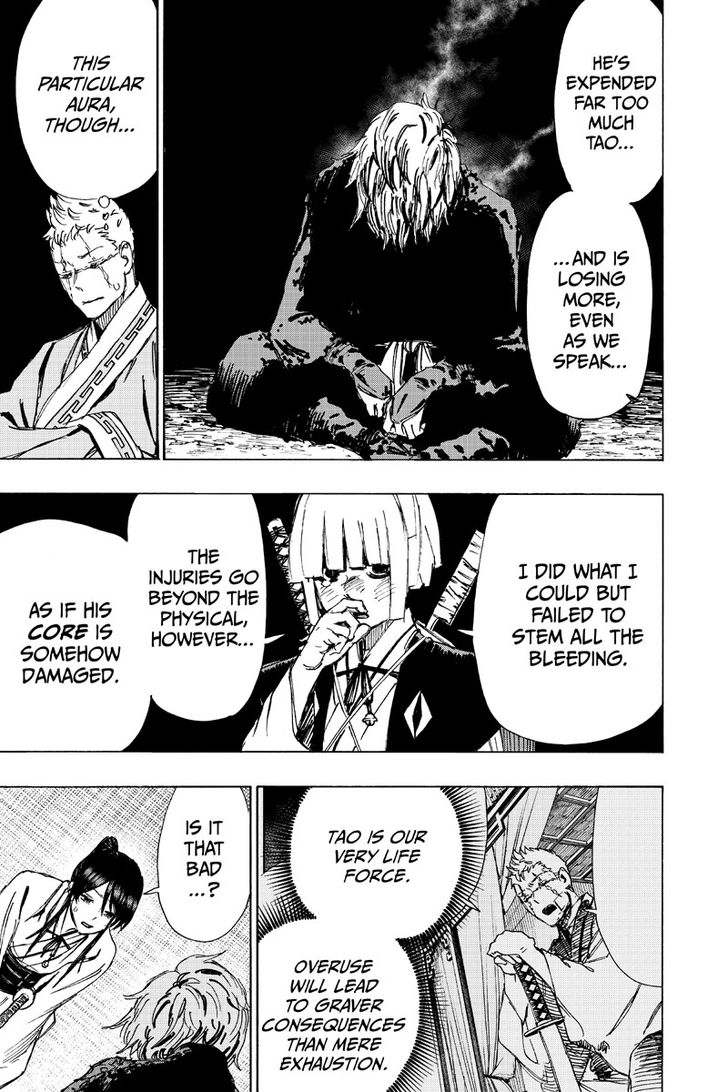 HE'S
EXPENDED
FAR TOO
MUCH
TAO...
...AND IS
LOSING
MORE,
EVEN
AS WE
SPEAK...
THIS
PARTICULAR
AURA,
THOUGH...
I DID WHAT I
COULD BUT
FAILED TO
STEM ALL THE
BLEEDING.
THE
INJURIES GO
BEYOND THE
PHYSICAL,
HOWEVER...
AS IF HIS
CORE IS
SOMEHOW
DAMAGED.
TAO IS OUR
VERY LIFE
FORCE.
OVERUSE
WILL LEAD
TO GRAVER
CONSEQUENCES
THAN MERE
EXHAUSTION.
IS IT
THAT
BAD
...?